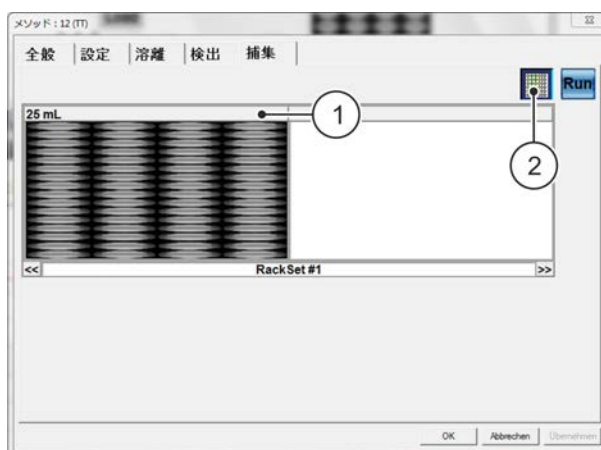 メソッド : 12 (TT)
全般 設定 溶離 検出 捕集
Run
25 mL
1
2
<< RackSet #1 >>
OK Abbrechen Übernehmen